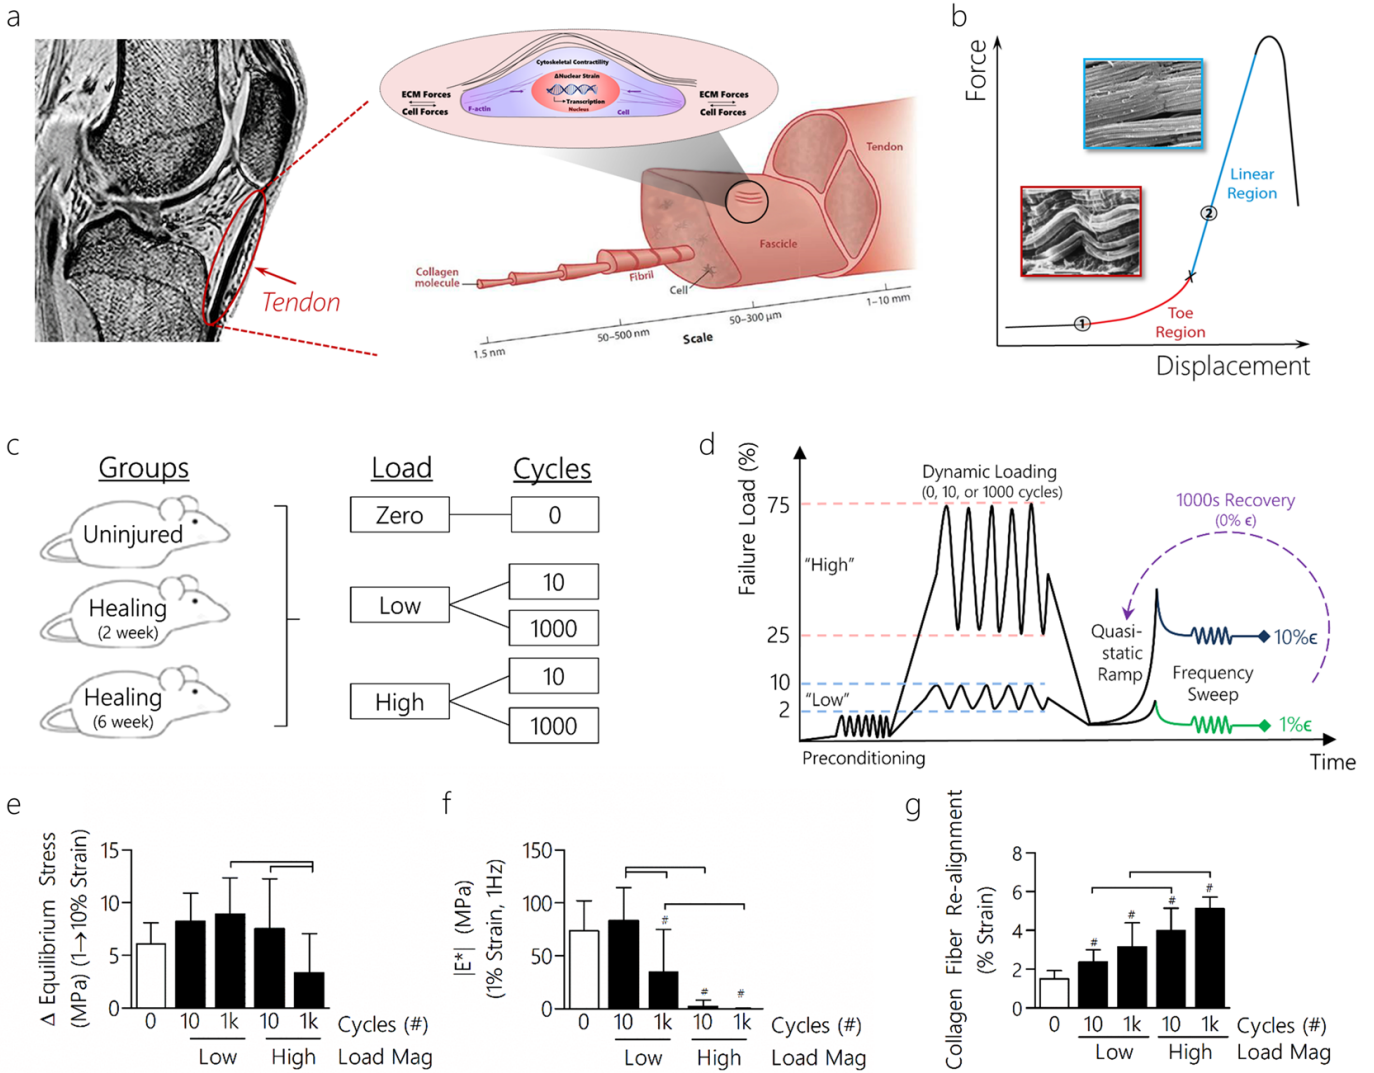 a
Cytoskeletal Contractility
ΔNuclear Strain
ECM Forces
Cell Forces
F-actin
Transcription
Nucleus
Cell
ECM Forces
Cell Forces
Tendon
Fascicle
Collagen
molecule
Fibril
Cell
Tendon
1.5 nm
50–500 nm
50–300 µm
1–10 mm
Scale
b
Force
Linear
Region
2
1
Toe
Region
Displacement
c
Groups
Load
Cycles
Uninjured
Healing
(2 week)
Healing
(6 week)
Zero
0
Low
10
1000
High
10
1000
d
Failure Load (%)
Dynamic Loading
(0, 10, or 1000 cycles)
75
"High"
25
10
"Low"
2
Preconditioning
1000s Recovery
(0% ϵ)
Quasi-
static
Ramp
Frequency
Sweep
10%ϵ
1%ϵ
Time
e
Δ Equilibrium Stress
(MPa) (1→10% Strain)
15
10
5
0
0 10 1k 10 1k Cycles (#)
Low High Load Mag
f
|E*| (MPa)
(1% Strain, 1Hz)
150
100
50
0
# # #
0 10 1k 10 1k Cycles (#)
Low High Load Mag
g
Collagen Fiber Re-alignment
(% Strain)
8
6
4
2
0
# # # #
0 10 1k 10 1k Cycles (#)
Low High Load Mag